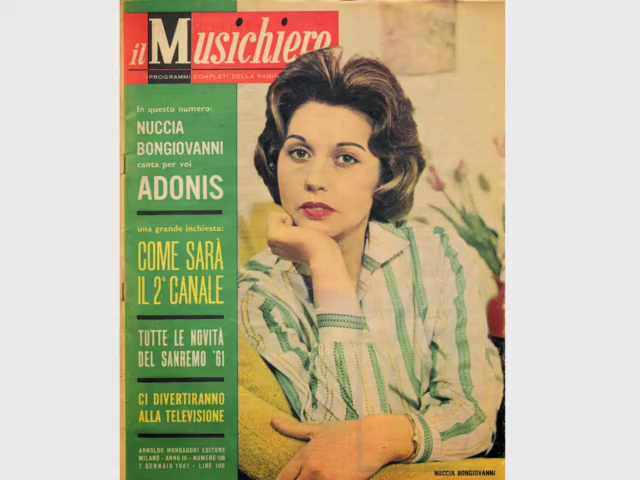 il Musichiere
I PROGRAMMI COMPLETI DELLA
In questo numero:
NUCCIA
BONGIOVANNI
canta per voi
ADONIS
una grande inchiesta:
COME SARÀ
IL 2° CANALE
TUTTE LE NOVITÀ
DEL SANREMO '61
CI DIVERTIRANNO
ALLA TELEVISIONE
ARNOLDO MONDADORI EDITORE
MILANO - ANNO III - NUMERO
7 GENNAIO 1961 - LIRE 100
NUCCIA BONGIOVANNI